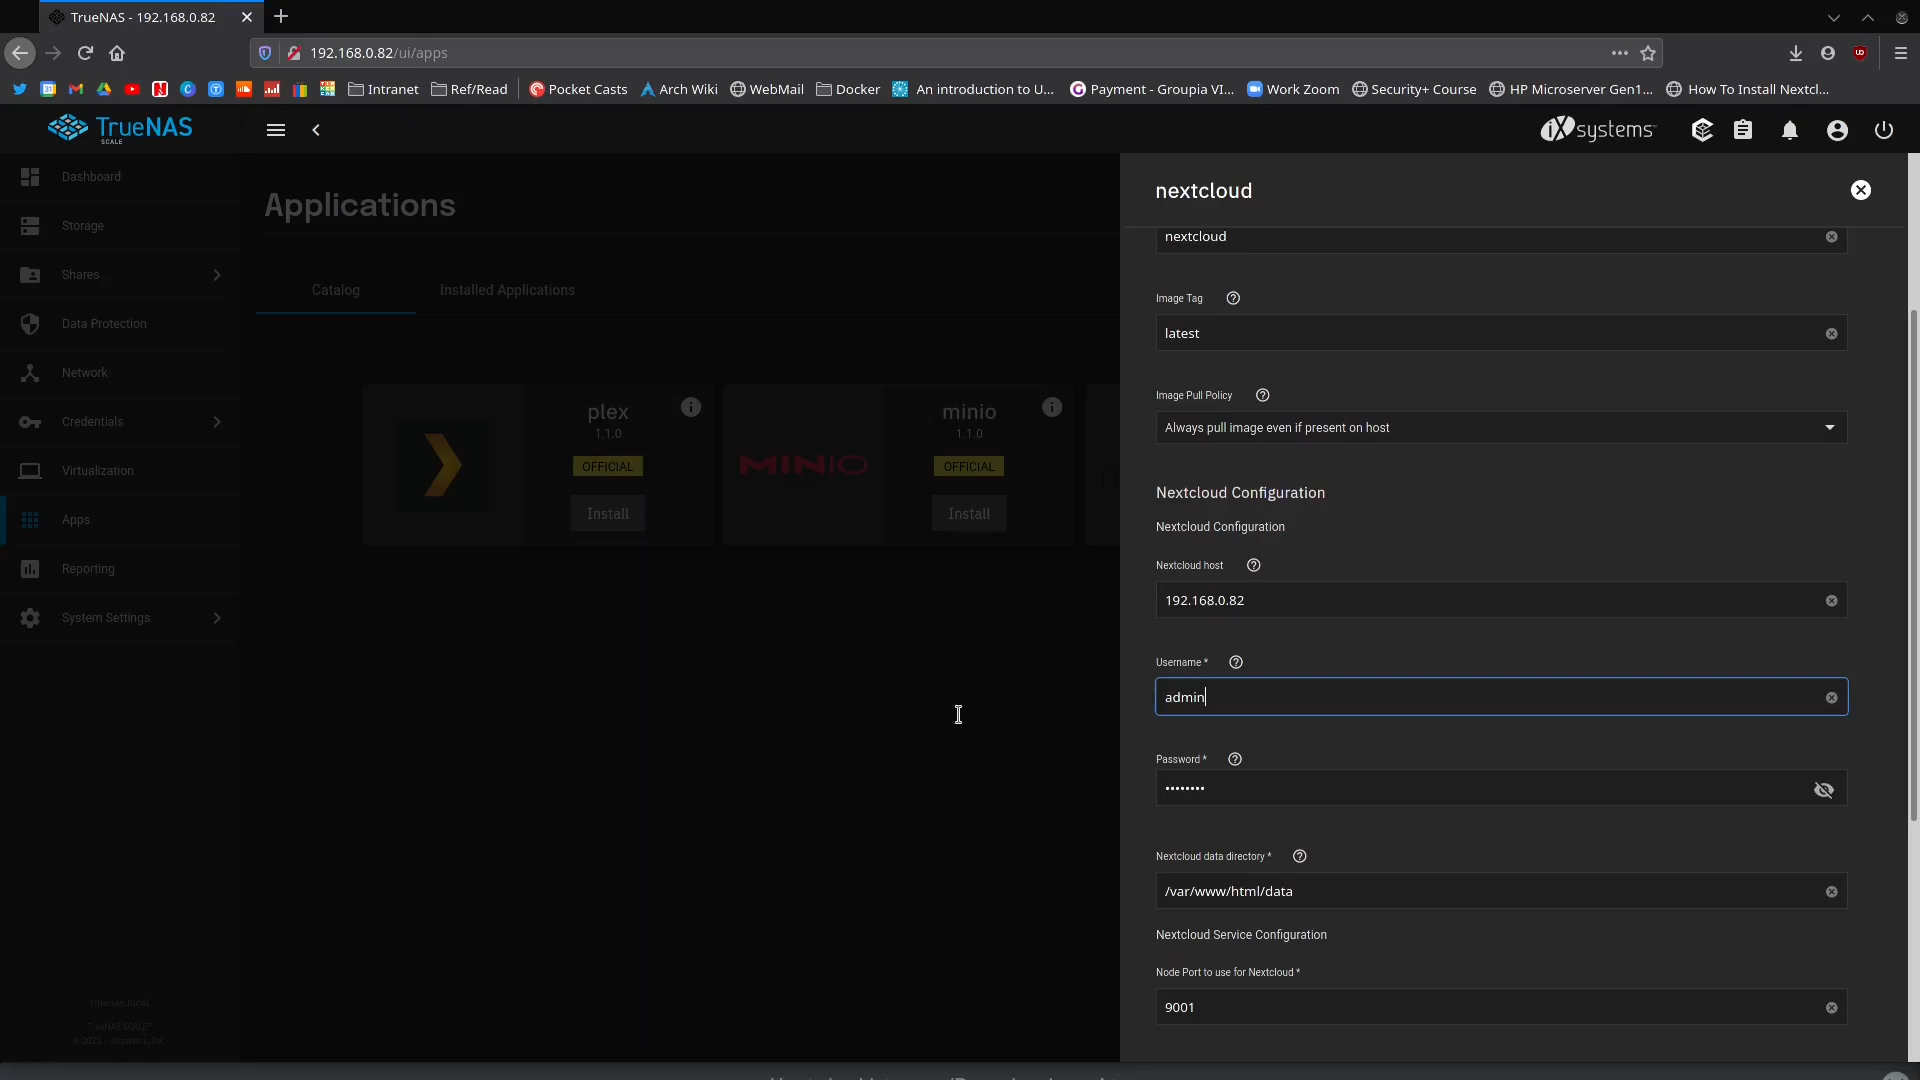 TrueNAS - 192.168.0.82
192.168.0.82/ui/apps
Intranet
Ref/Read
Pocket Casts
Arch Wiki
WebMail
Docker
An introduction to U...
Payment - Groupia VI...
Work Zoom
Security+ Course
HP Microserver Gen1...
How To Install Nextcl...
TrueNAS
SCALE
iXsystems
Dashboard
Storage
Shares
Data Protection
Network
Credentials
Virtualization
Apps
Reporting
System Settings
truenas.local
TrueNAS SCALE®
Applications
Catalog
Installed Applications
plex
1.1.0
OFFICIAL
Install
MINIO
minio
1.1.0
OFFICIAL
Install
nextcloud
nextcloud
Image Tag
latest
Image Pull Policy
Always pull image even if present on host
Nextcloud Configuration
Nextcloud Configuration
Nextcloud host
192.168.0.82
Username *
admin
Password *
••••••••
Nextcloud data directory *
/var/www/html/data
Nextcloud Service Configuration
Node Port to use for Nextcloud *
9001